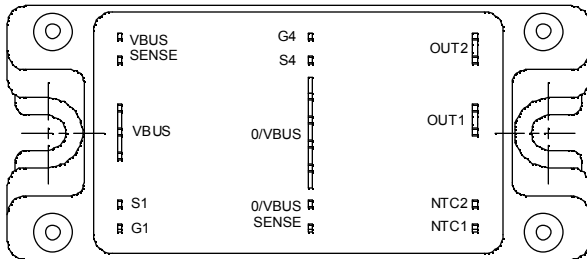 VBUS
SENSE
G4
S4
OUT2
VBUS
0/VBUS
OUT1
S1
G1
0/VBUS
SENSE
NTC2
NTC1